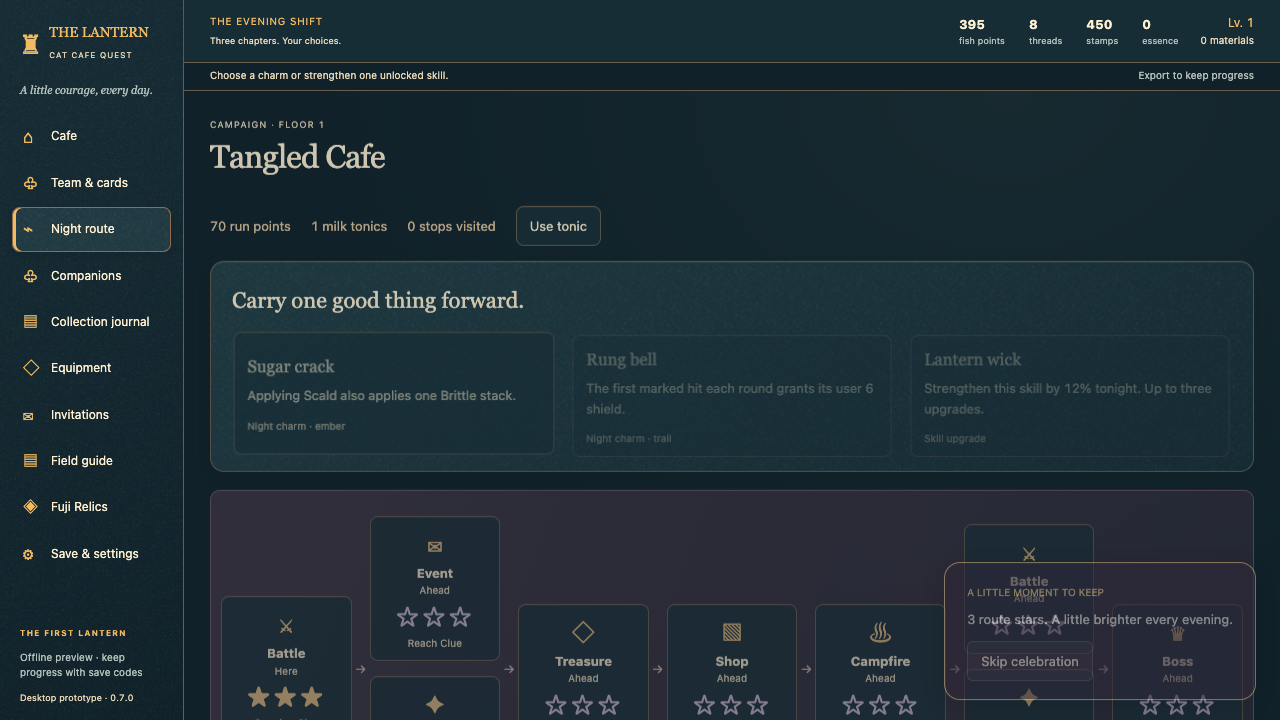 THE LANTERN
CAT CAFE QUEST
A little courage, every day.
Cafe
Team & cards
Night route
Companions
Collection journal
Equipment
Invitations
Field guide
Fuji Relics
Save & settings
THE FIRST LANTERN
Offline preview · keep
progress with save codes
Desktop prototype · 0.7.0
THE EVENING SHIFT
Three chapters. Your choices.
395
fish points
8
threads
450
stamps
0
essence
Lv. 1
0 materials
Choose a charm or strengthen one unlocked skill.
Export to keep progress
CAMPAIGN · FLOOR 1
Tangled Cafe
70 run points
1 milk tonics
0 stops visited
Use tonic
Carry one good thing forward.
Sugar crack
Applying Scald also applies one Brittle stack.
Night charm · ember
Rung bell
The first marked hit each round grants its user 6
shield.
Night charm · trail
Lantern wick
Strengthen this skill by 12% tonight. Up to three
upgrades.
Skill upgrade
Battle
Here
Event
Ahead
Reach Clue
Treasure
Ahead
Shop
Ahead
Campfire
Ahead
Battle
Ahead
Boss
Ahead
A LITTLE MOMENT TO KEEP
3 route stars. A little brighter every evening.
Skip celebration